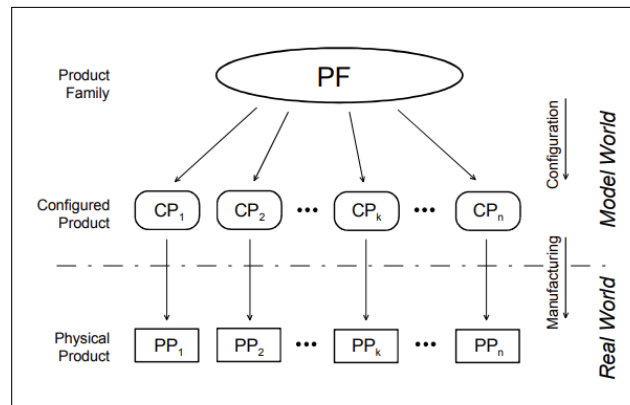 Product
Family
PF
Configuration
Model World
Configured
Product
CP1 CP2 ••• CPk ••• CPn
Manufacturing
Real World
Physical
Product
PP1 PP2 ••• PPk ••• PPn